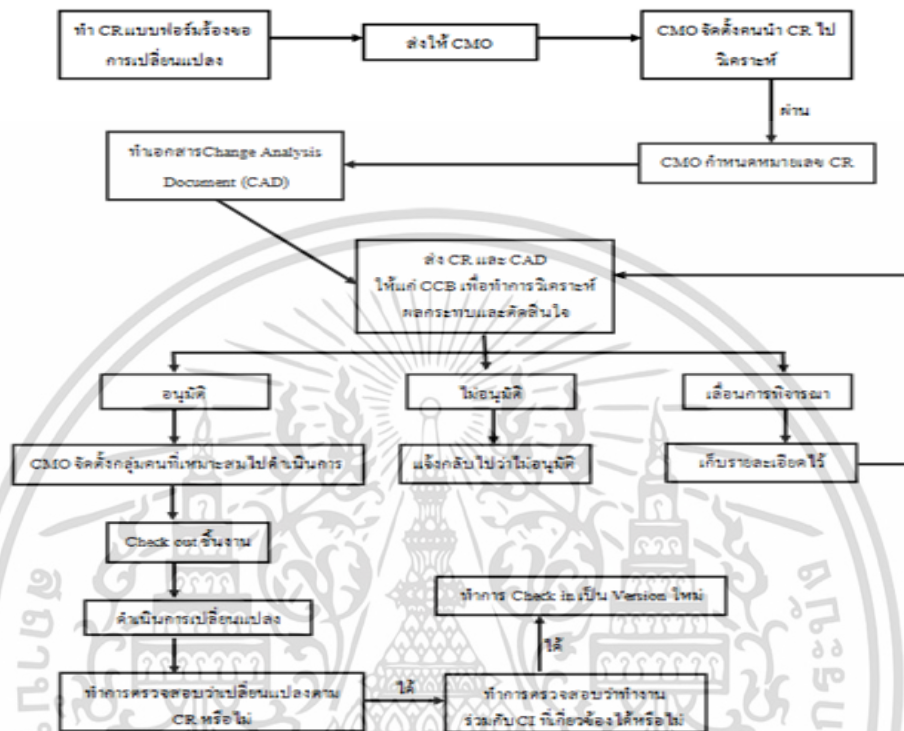 ทำ CR แบบฟอร์มร้องขอ
การเปลี่ยนแปลง
ส่งให้ CMO
CMO จัดตั้งคนนำ CR ไป
วิเคราะห์
ผ่าน
CMO กำหนดหมายเลข CR
ทำเอกสารChange Analysis
Document (CAD)
ส่ง CR และ CAD
ให้แก่ CCB เพื่อทำการวิเคราะห์
ผลกระทบและตัดสินใจ
อนุมัติ
ไม่อนุมัติ
เลื่อนการพิจารณา
CMO จัดตั้งกลุ่มคนที่เหมาะสมไปดำเนินการ
แจ้งกลับไปว่าไม่อนุมัติ
เก็บรายละเอียดไว้
Check out ชิ้นงาน
ดำเนินการเปลี่ยนแปลง
ทำการ Check in เป็น Version ใหม่
ได้
ทำการตรวจสอบว่าเปลี่ยนแปลงตาม
CR หรือไม่
ได้
ทำการตรวจสอบว่าทำงาน
ร่วมกับ CI ที่เกี่ยวข้องได้หรือไม่